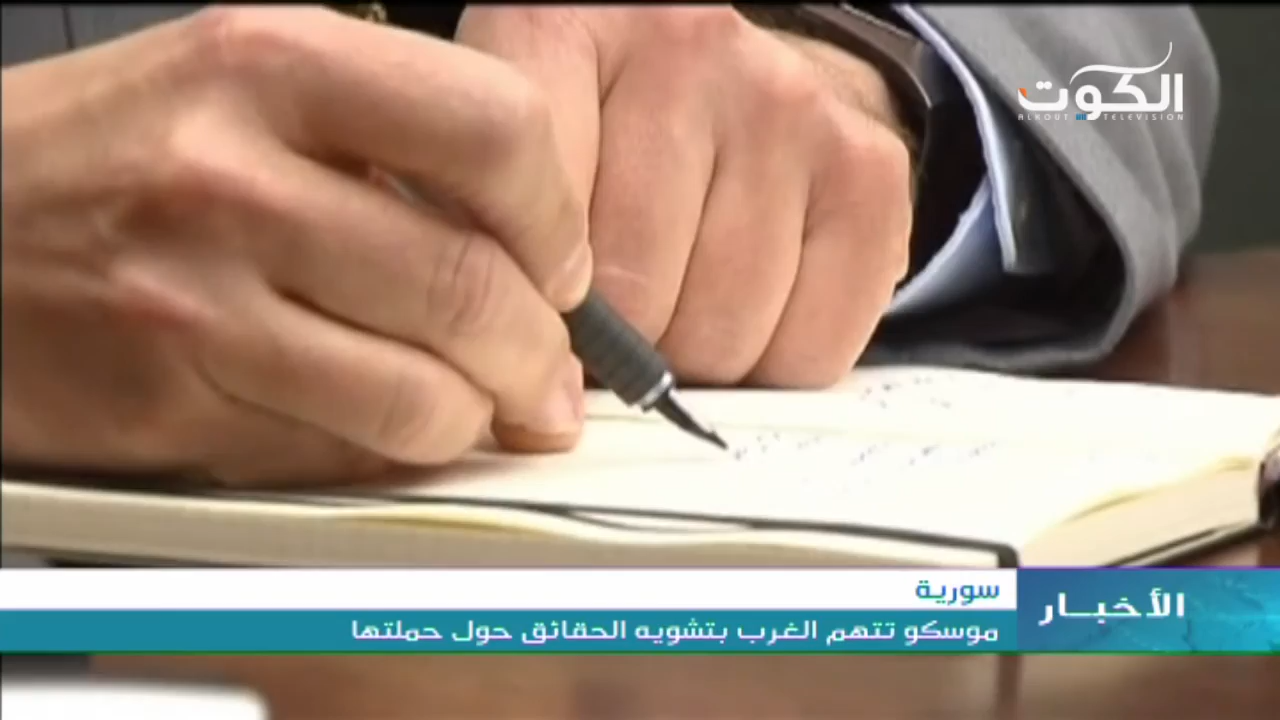 الكوت
ALKOUT TELEVISION
سورية
الأخبار
موسكو تتهم الغرب بتشويه الحقائق حول حملتها